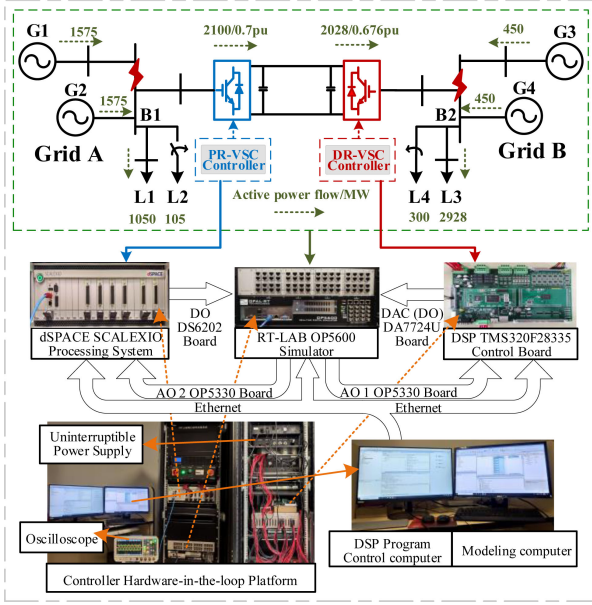 G1
1575
2100/0.7pu
2028/0.676pu
450
G3
G2
1575
B1
450
G4
B2
Grid A
PR-VSC
Controller
DR-VSC
Controller
Grid B
L1
L2
Active power flow/MW
L4
L3
1050
105
300
2928
dSPACE
DO
DS6202
Board
DAC (DO)
DA7724U
Board
dSPACE SCALEXIO
Processing System
RT-LAB OP5600
Simulator
DSP TMS320F28335
Control Board
AO 2 OP5330 Board
AO 1 OP5330 Board
Ethernet
Ethernet
Uninterruptible
Power Supply
Oscilloscope
DSP Program
Control computer
Modeling computer
Controller Hardware-in-the-loop Platform